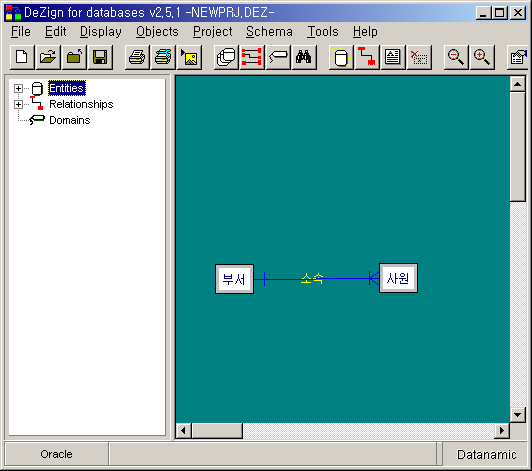 DeZign for databases v2.5.1 -NEWPRJ.DEZ-
File Edit Display Objects Project Schema Tools Help
Entities
Relationships
Domains
부서 소속 사원
Oracle Datanamic